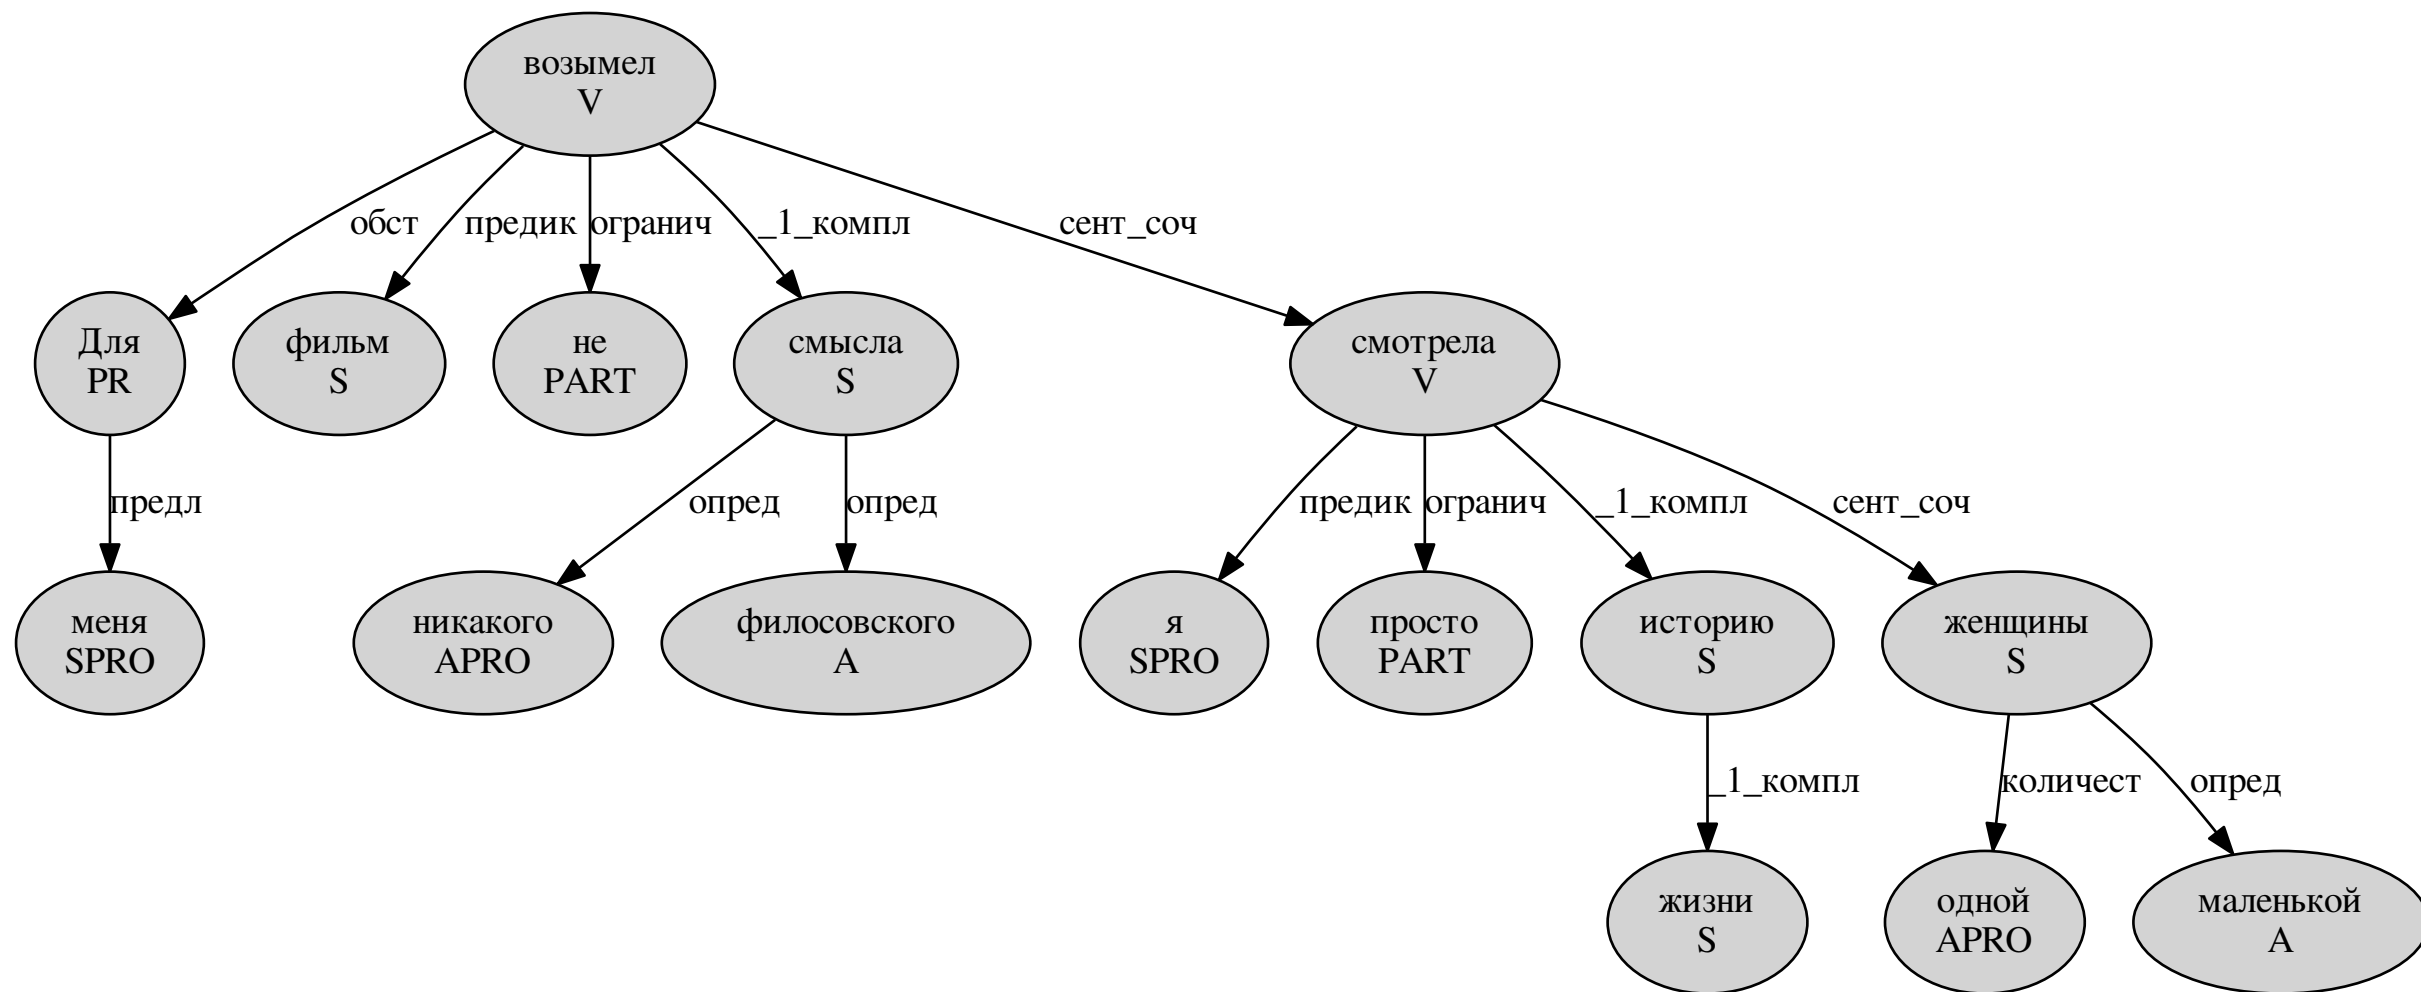 возымел
V
обст
предик
огранич
_1_компл
сент_соч
Для
PR
фильм
S
не
PART
смысла
S
смотрела
V
предл
опред
опред
предик
огранич
_1_компл
сент_соч
меня
SPRO
никакого
APRO
филосовского
A
я
SPRO
просто
PART
историю
S
женщины
S
_1_компл
количест
опред
жизни
S
одной
APRO
маленькой
A